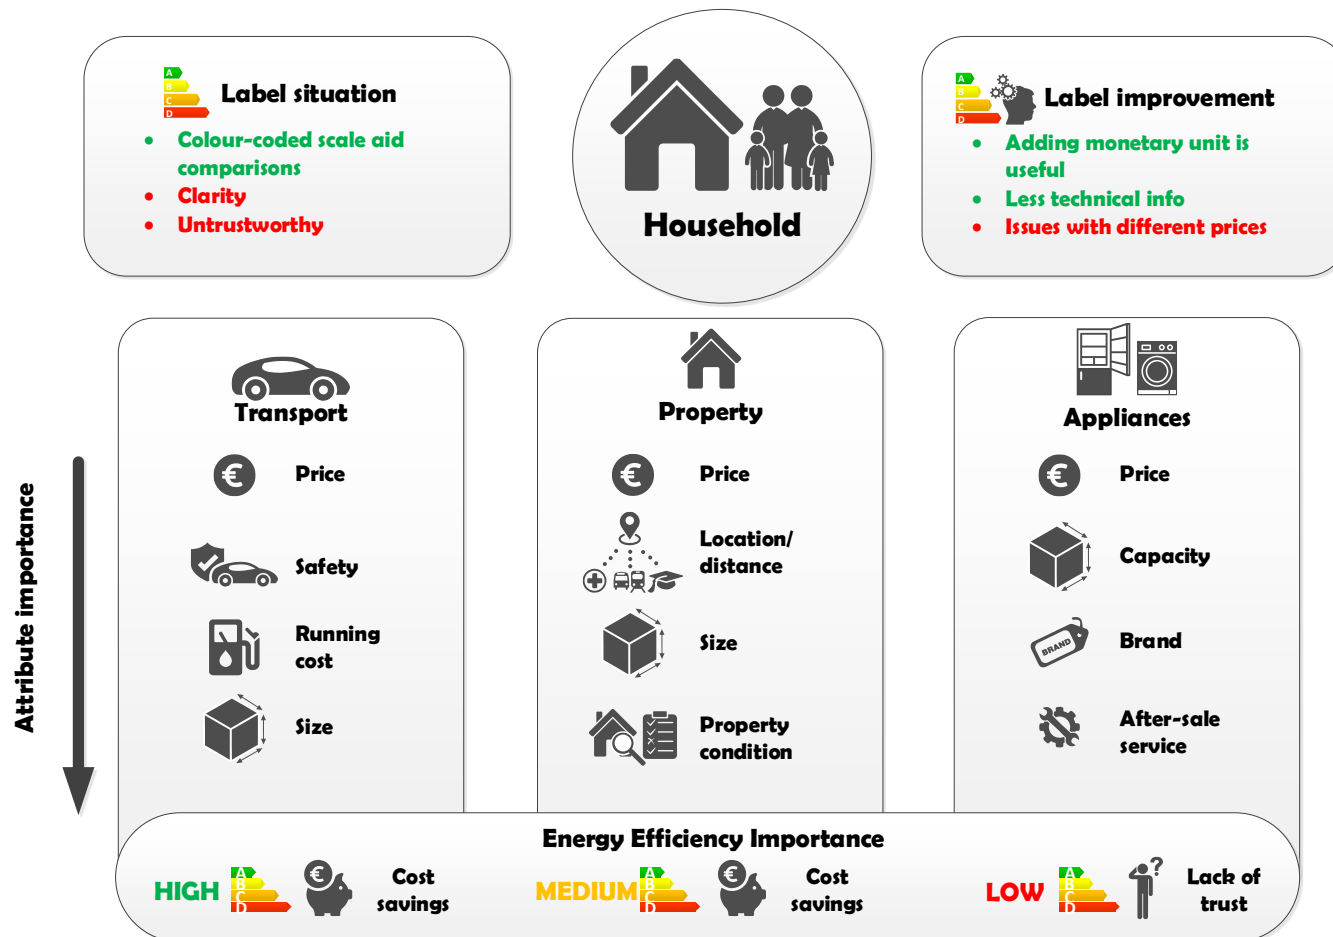 A
B
C
D
Label situation
• Colour-coded scale aid
comparisons
• Clarity
• Untrustworthy
Household
A
B
C
D
Label improvement
• Adding monetary unit is
useful
• Less technical info
• Issues with different prices
Attribute importance
Transport
€
Price
Safety
Running
cost
Size
Property
€
Price
Location/
distance
Size
Property
condition
Appliances
€
Price
Capacity
BRAND
Brand
After-sale
service
Energy Efficiency Importance
HIGH
A
B
C
D
€
Cost
savings
MEDIUM
A
B
C
D
€
Cost
savings
LOW
A
B
C
D
?
Lack of
trust